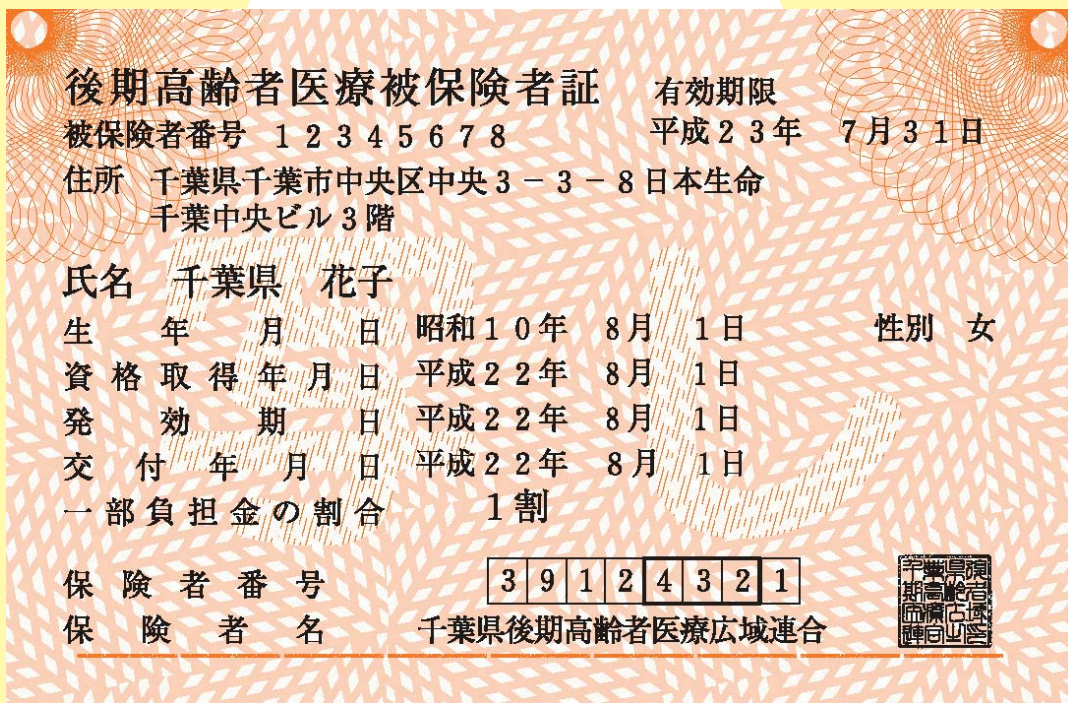 後期高齢者医療被保険者証 有効期限
被保険者番号 12345678 平成23年 7月31日
住所 千葉県千葉市中央区中央3-3-8日本生命
千葉中央ビル3階
氏名 千葉県 花子
生年月日 昭和10年 8月 1日 性別 女
資格取得年月日 平成22年 8月 1日
発効期日 平成22年 8月 1日
交付年月日 平成22年 8月 1日
一部負担金の割合 1割
保険者番号 39124321
保険者名 千葉県後期高齢者医療広域連合